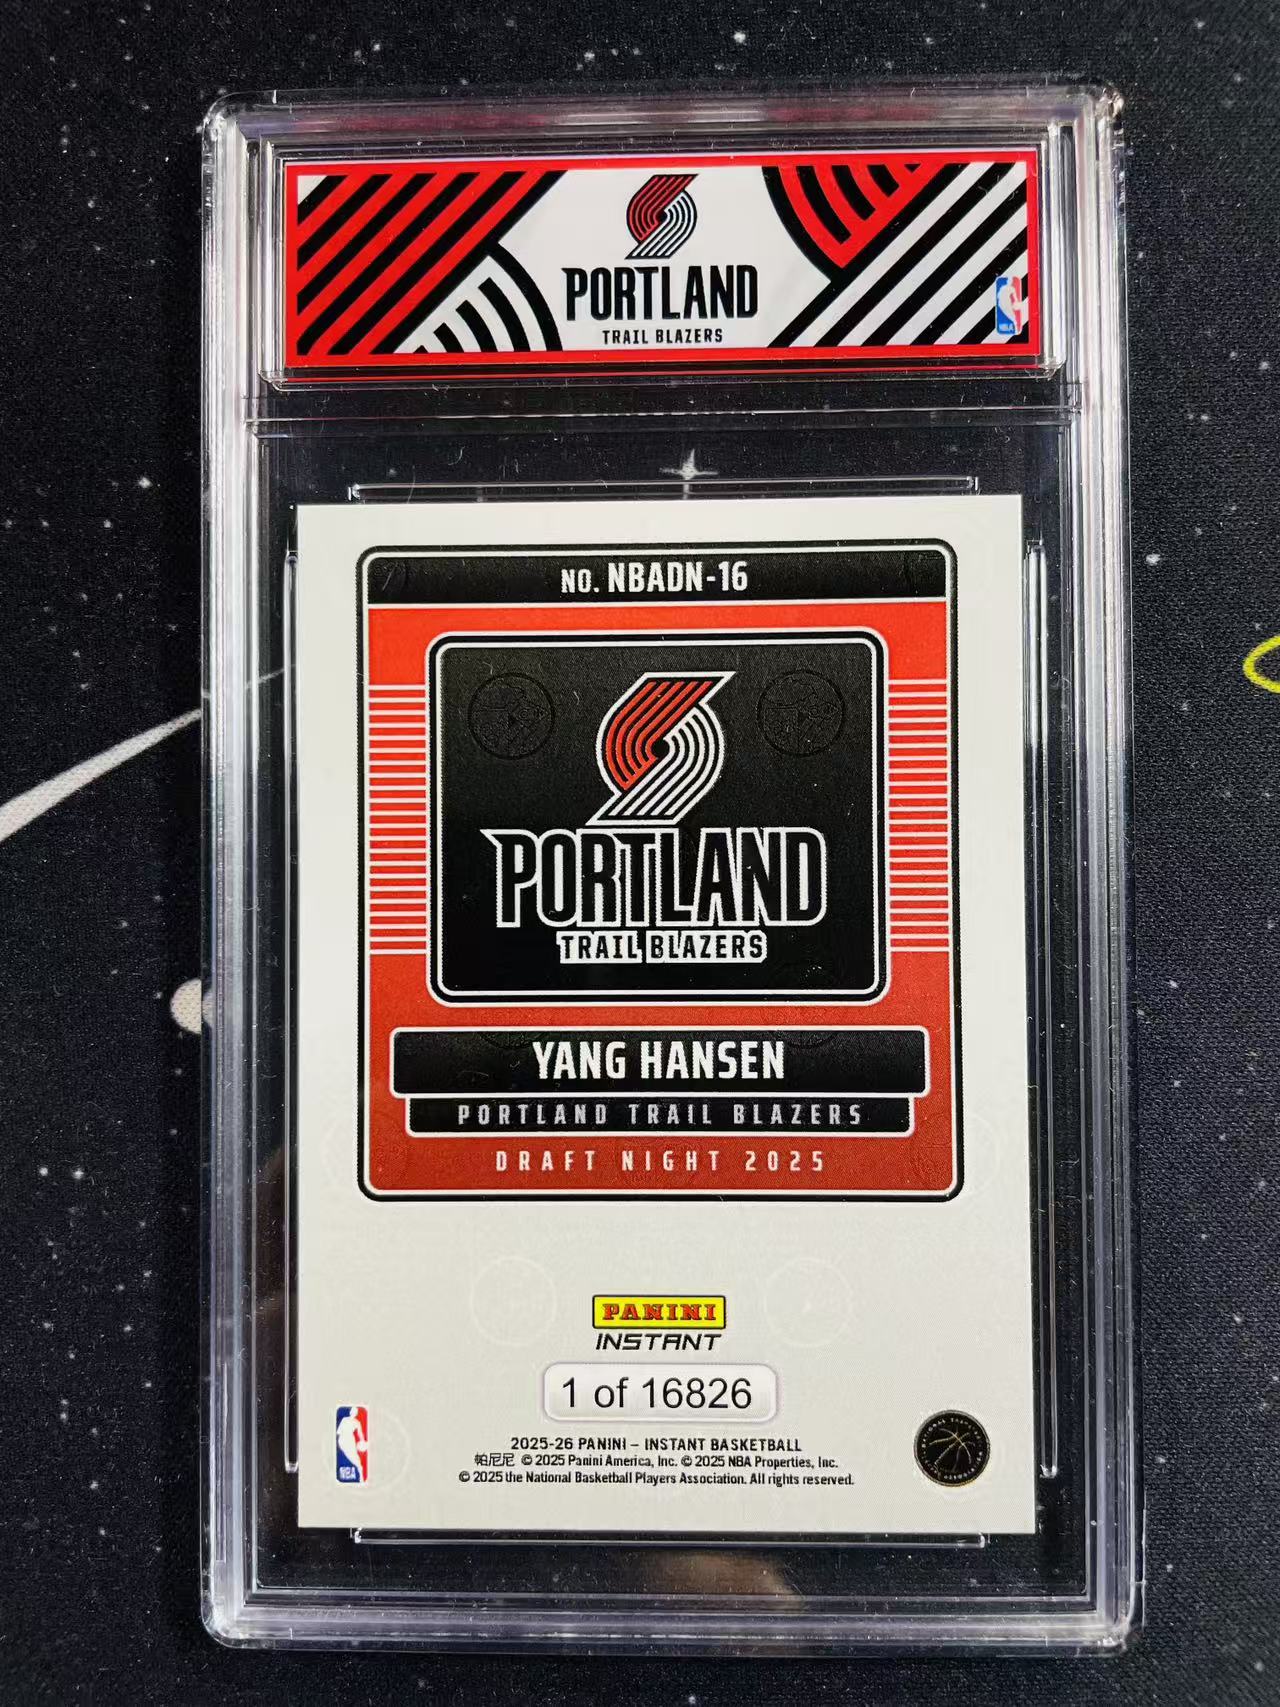 PORTLAND
TRAIL BLAZERS
NBA
NO. NBADN-16
PORTLAND
TRAIL BLAZERS
YANG HANSEN
PORTLAND TRAIL BLAZERS
DRAFT NIGHT 2025
PANINI
INSTANT
1 of 16826
2025-26 PANINI – INSTANT BASKETBALL
帕尼尼 © 2025 Panini America, Inc. © 2025 NBA Properties, Inc.
© 2025 the National Basketball Players Association. All rights reserved.
NBA